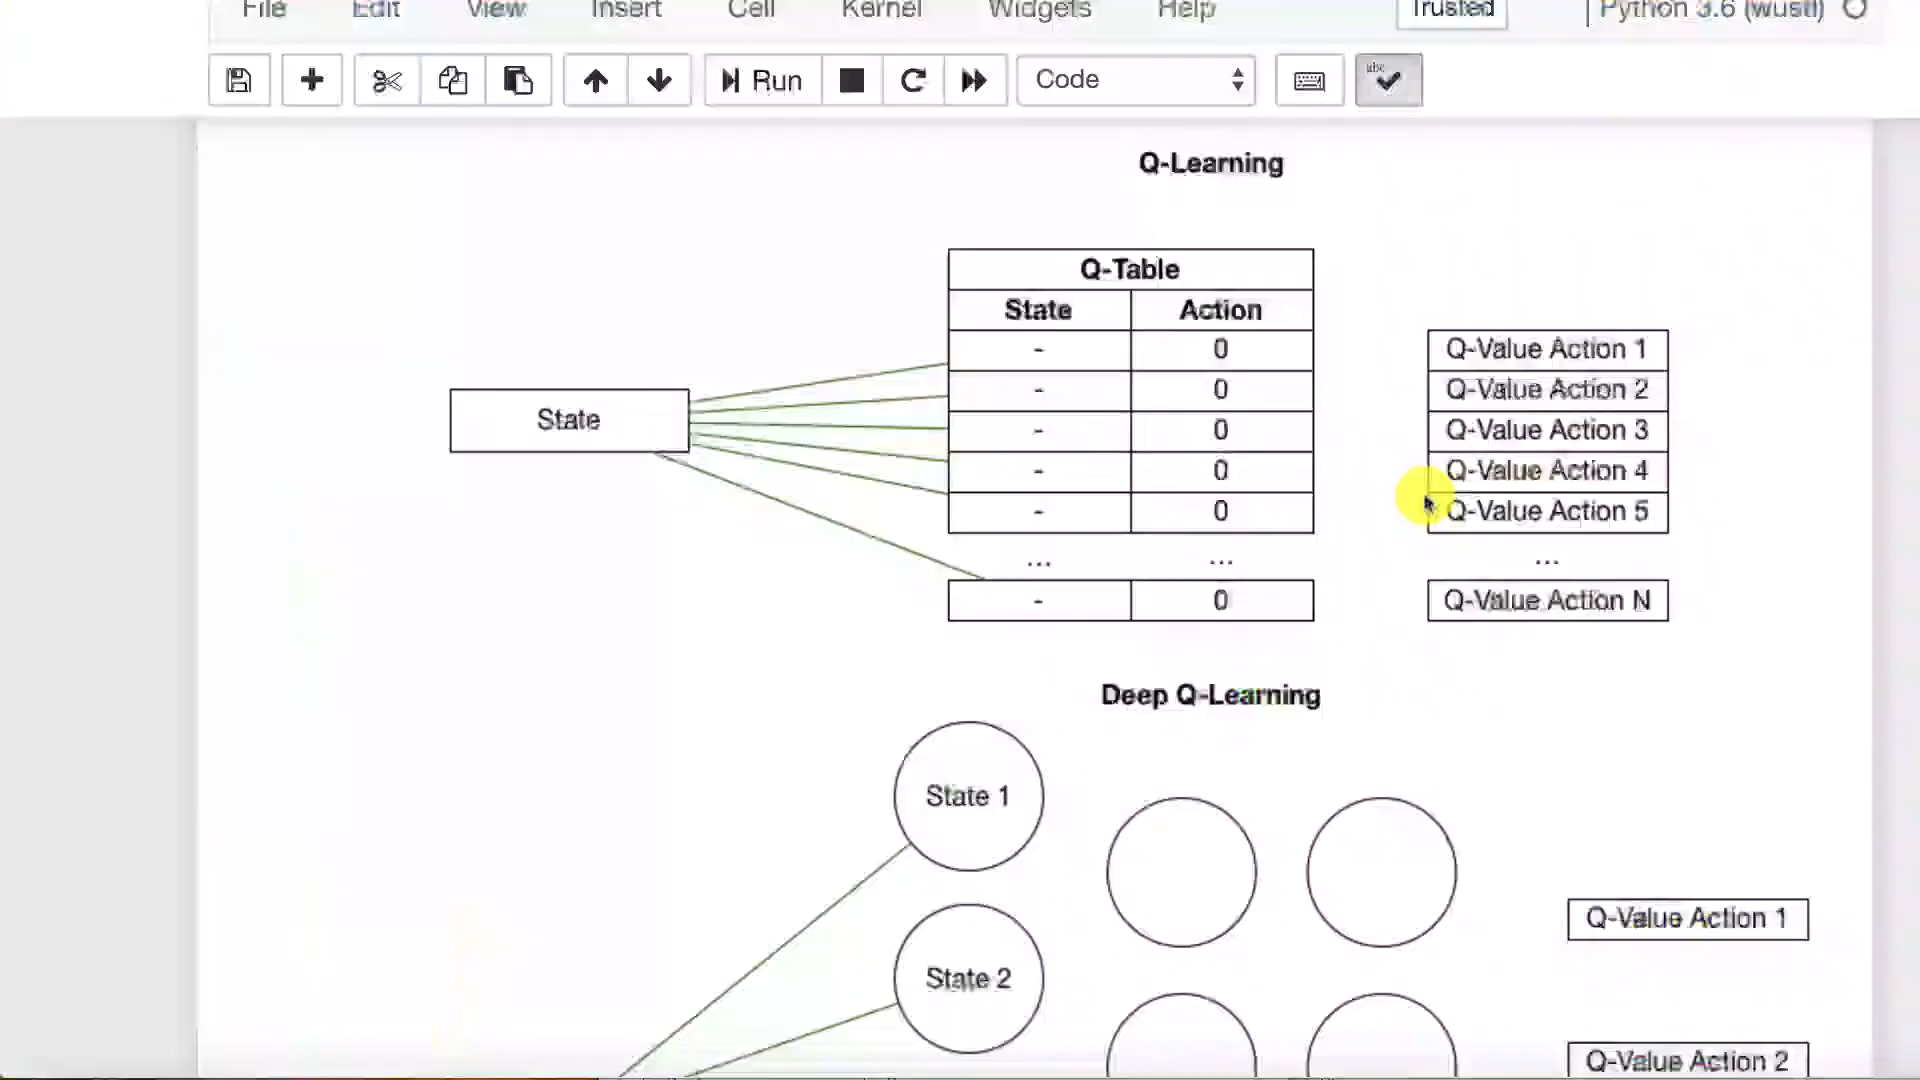 File Edit View Insert Cell Kernel Widgets Help Trusted Python 3.6 (wustl)
Run Code abc
Q-Learning
Q-Table
State Action
- 0 Q-Value Action 1
- 0 Q-Value Action 2
State - 0 Q-Value Action 3
- 0 Q-Value Action 4
- 0 Q-Value Action 5
... ... ...
- 0 Q-Value Action N
Deep Q-Learning
State 1
Q-Value Action 1
State 2
Q-Value Action 2